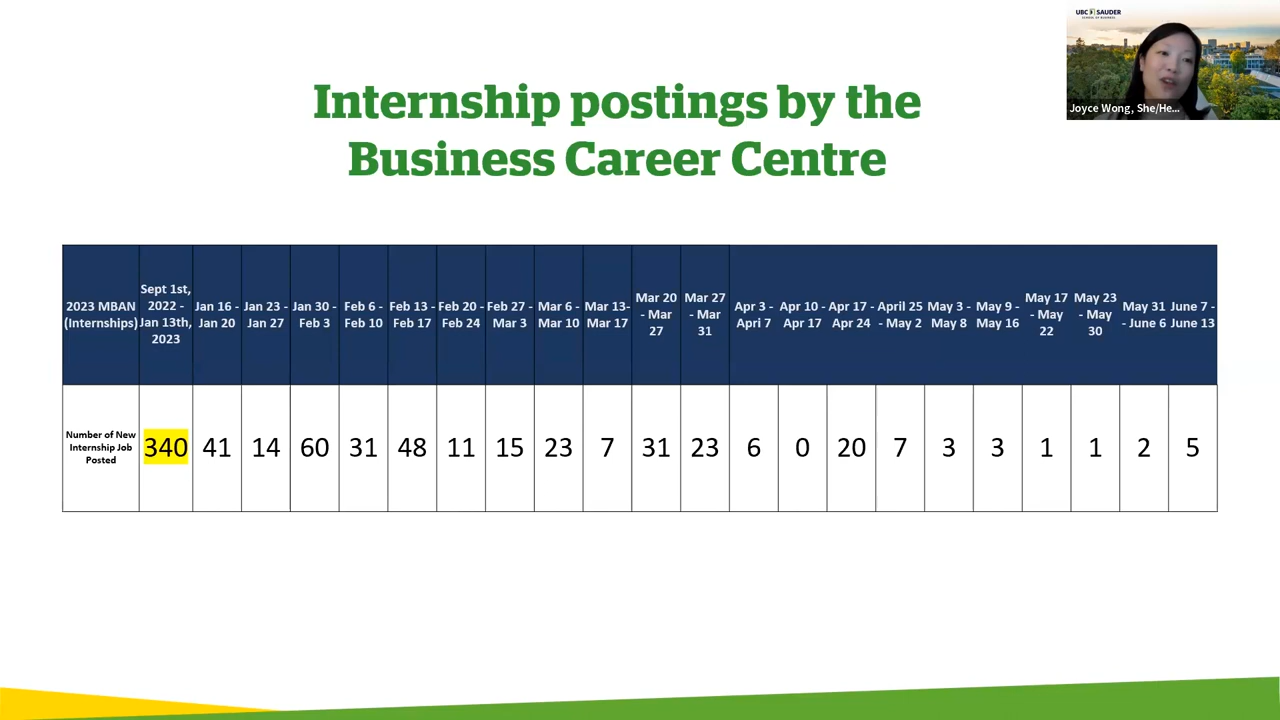 UBC SAUDER
SCHOOL OF BUSINESS
Joyce Wong, She/He...
Internship postings by the
Business Career Centre
2023 MBAN
(Internships)
Sept 1st,
2022 -
Jan 13th,
2023
Jan 16 -
Jan 20
Jan 23 -
Jan 27
Jan 30 -
Feb 3
Feb 6 -
Feb 10
Feb 13 -
Feb 17
Feb 20 -
Feb 24
Feb 27 -
Mar 3
Mar 6 -
Mar 10
Mar 13-
Mar 17
Mar 20
- Mar
27
Mar 27
- Mar
31
Apr 3 -
Apri 7
Apr 10 -
Apr 17
Apr 17 -
Apr 24
April 25
- May 2
May 3 -
May 8
May 9 -
May 16
May 17
- May
22
May 23
- May
30
May 31
- June 6
June 7 -
June 13
Number of New
Internship Job
Posted
340 41 14 60 31 48 11 15 23 7 31 23 6 0 20 7 3 3 1 1 2 5